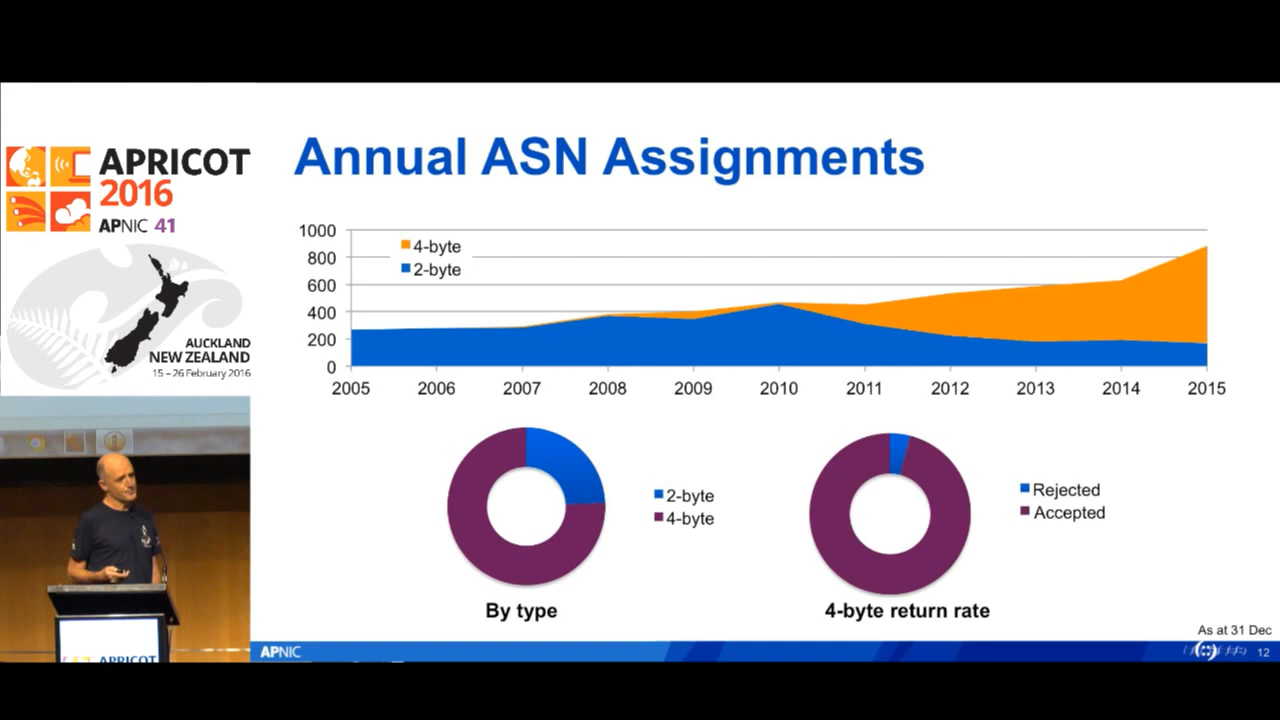 APRICOT
2016
APNIC 41
AUCKLAND
NEW ZEALAND
15 – 26 February 2016
Annual ASN Assignments
1000
800
600
400
200
0
4-byte
2-byte
2005 2006 2007 2008 2009 2010 2011 2012 2013 2014 2015
2-byte
4-byte
By type
Rejected
Accepted
4-byte return rate
As at 31 Dec
APNIC
12
APRICOT